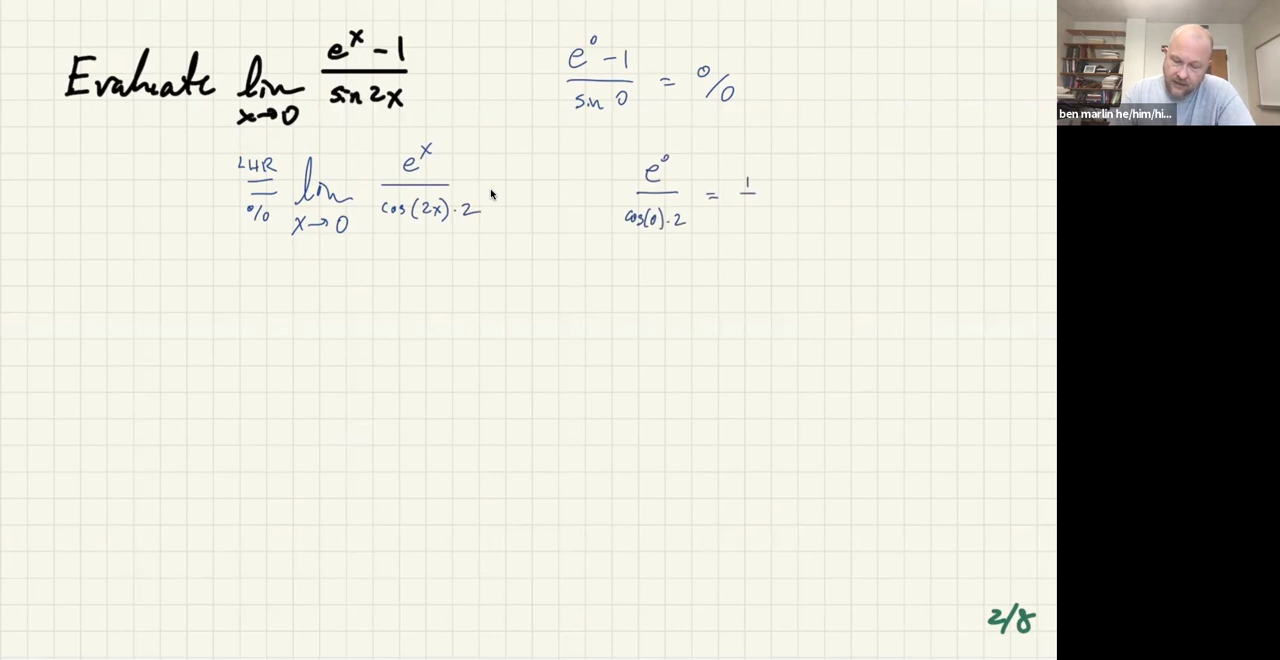 Evaluate lim x→0 (e^x - 1)/(sin 2x)
(e^0 - 1)/(sin 0) = 0/0
LHR = 0/0 lim x→0 e^x/(cos(2x)·2)
e^0/(cos(0)·2) = 1/
ben marlin he/him/hi...
2/8